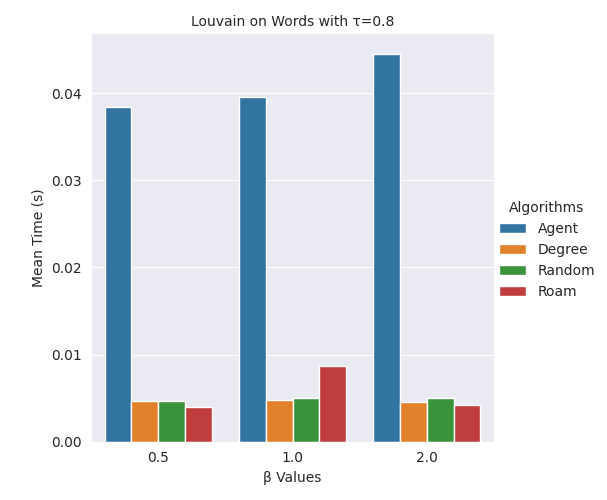 Louvain on Words with τ=0.8
Mean Time (s)
0.04
0.03
0.02
0.01
0.00
0.5
1.0
2.0
β Values
Algorithms
Agent
Degree
Random
Roam